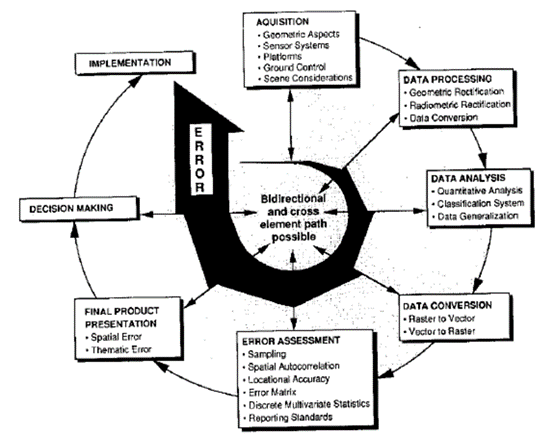 AQUISITION
• Geometric Aspects
• Sensor Systems
• Platforms
• Ground Control
• Scene Considerations
DATA PROCESSING
• Geometric Rectification
• Radiometric Rectification
• Data Conversion
DATA ANALYSIS
• Quantitative Analysis
• Classification System
• Data Generalization
DATA CONVERSION
• Raster to Vector
• Vector to Raster
ERROR ASSESSMENT
• Sampling
• Spatial Autocorrelation
• Locational Accuracy
• Error Matrix
• Discrete Multivariate Statistics
• Reporting Standards
FINAL PRODUCT
PRESENTATION
• Spatial Error
• Thematic Error
DECISION MAKING
IMPLEMENTATION
ERROR
Bidirectional
and cross
element path
possible